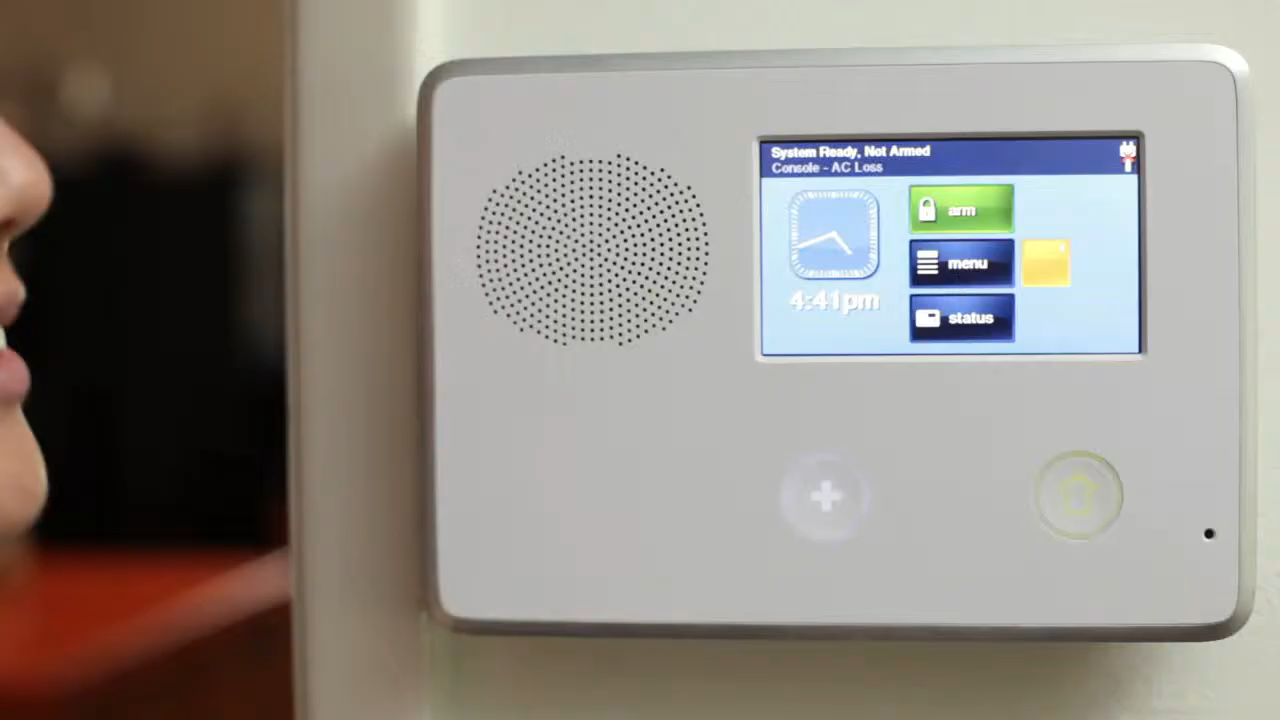 System Ready, Not Armed
Console - AC Loss
arm
menu
4:41pm
status